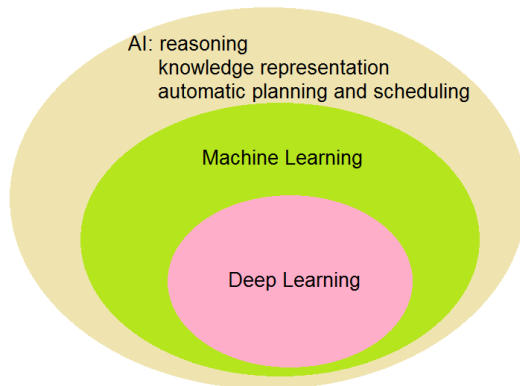 AI: reasoning
knowledge representation
automatic planning and scheduling
Machine Learning
Deep Learning